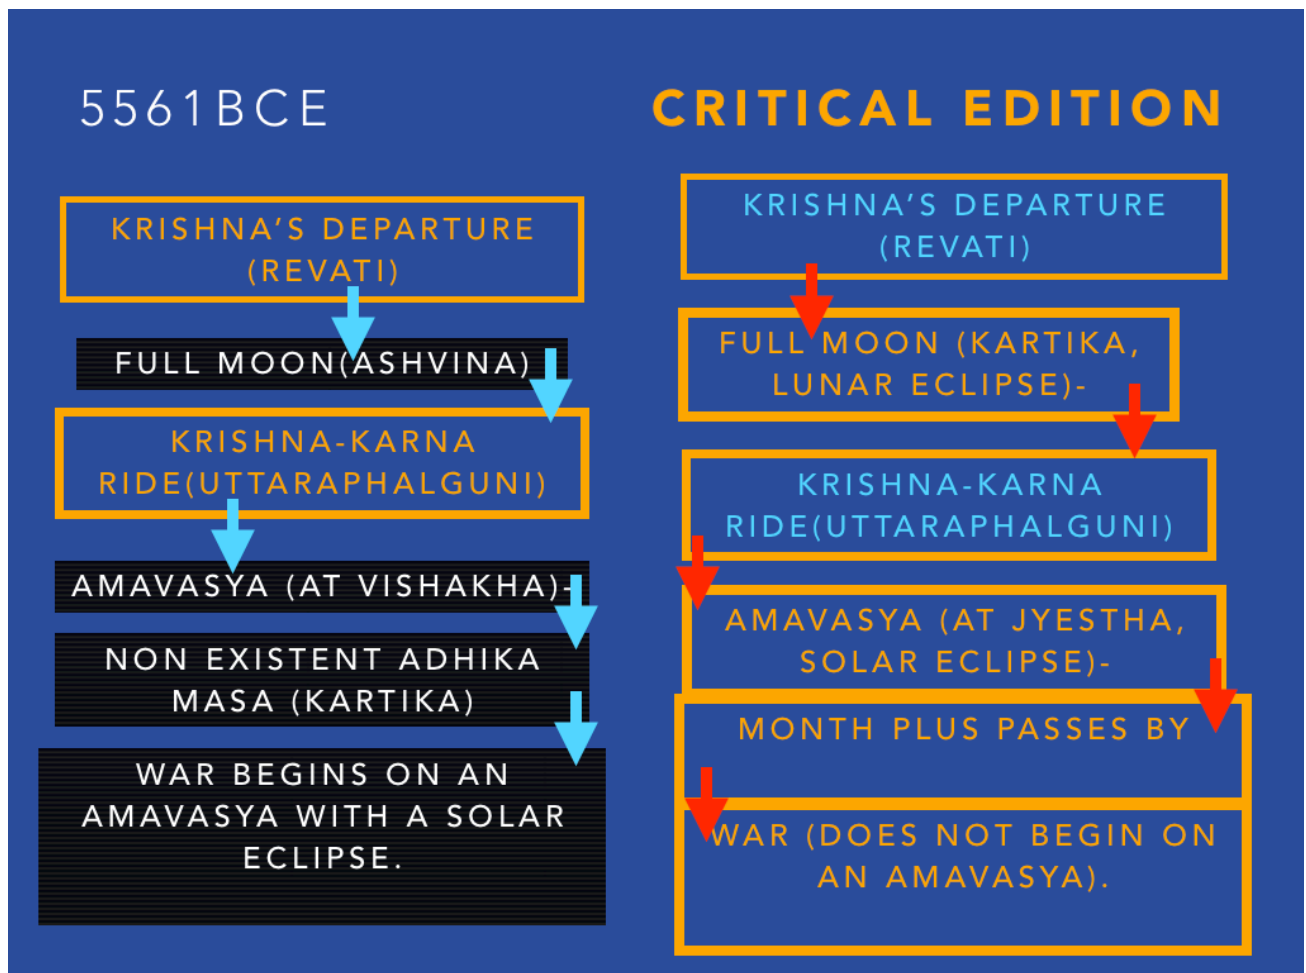 5561BCE
KRISHNA'S DEPARTURE
(REVATI)
FULL MOON(ASHVINA)
KRISHNA-KARNA
RIDE(UTTARAPHALGUNI)
AMAVASYA (AT VISHAKHA)-
NON EXISTENT ADHIKA
MASA (KARTIKA)
WAR BEGINS ON AN
AMAVASYA WITH A SOLAR
ECLIPSE.
CRITICAL EDITION
KRISHNA'S DEPARTURE
(REVATI)
FULL MOON (KARTIKA,
LUNAR ECLIPSE)-
KRISHNA-KARNA
RIDE(UTTARAPHALGUNI)
AMAVASYA (AT JYESTHA,
SOLAR ECLIPSE)-
MONTH PLUS PASSES BY
WAR (DOES NOT BEGIN ON
AN AMAVASYA).